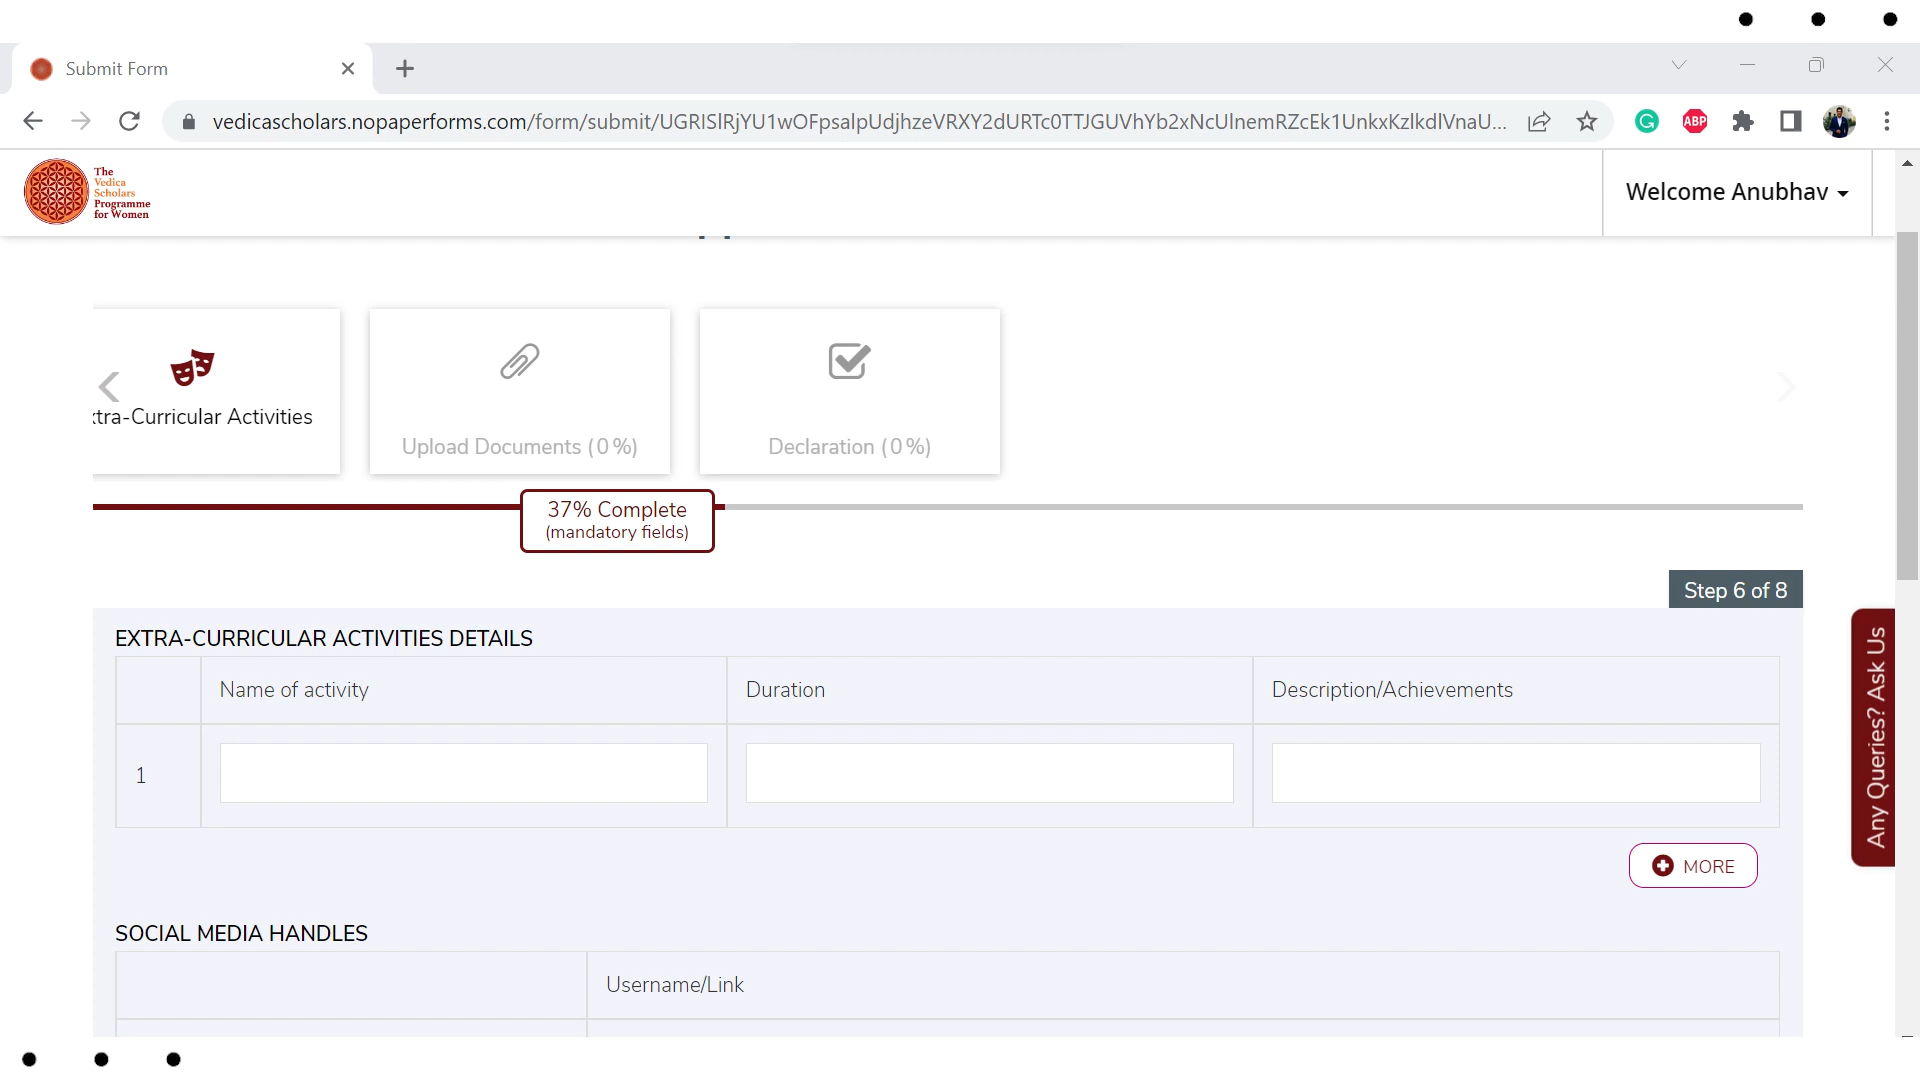 Submit Form
vedicascholars.nopaperforms.com/form/submit/UGRISlRjYU1wOFpsalpUdjhzeVRXY2dURTc0TTJGUVhYb2xNcUlnemRZcEk1UnkxKzlkdlVnaU...
G
ABP
The
Vedica
Scholars
Programme
for Women
Welcome Anubhav
xtra-Curricular Activities
Upload Documents (0%)
Declaration (0%)
37% Complete
(mandatory fields)
Step 6 of 8
EXTRA-CURRICULAR ACTIVITIES DETAILS
Name of activity
Duration
Description/Achievements
1
MORE
SOCIAL MEDIA HANDLES
Username/Link
Any Queries? Ask Us